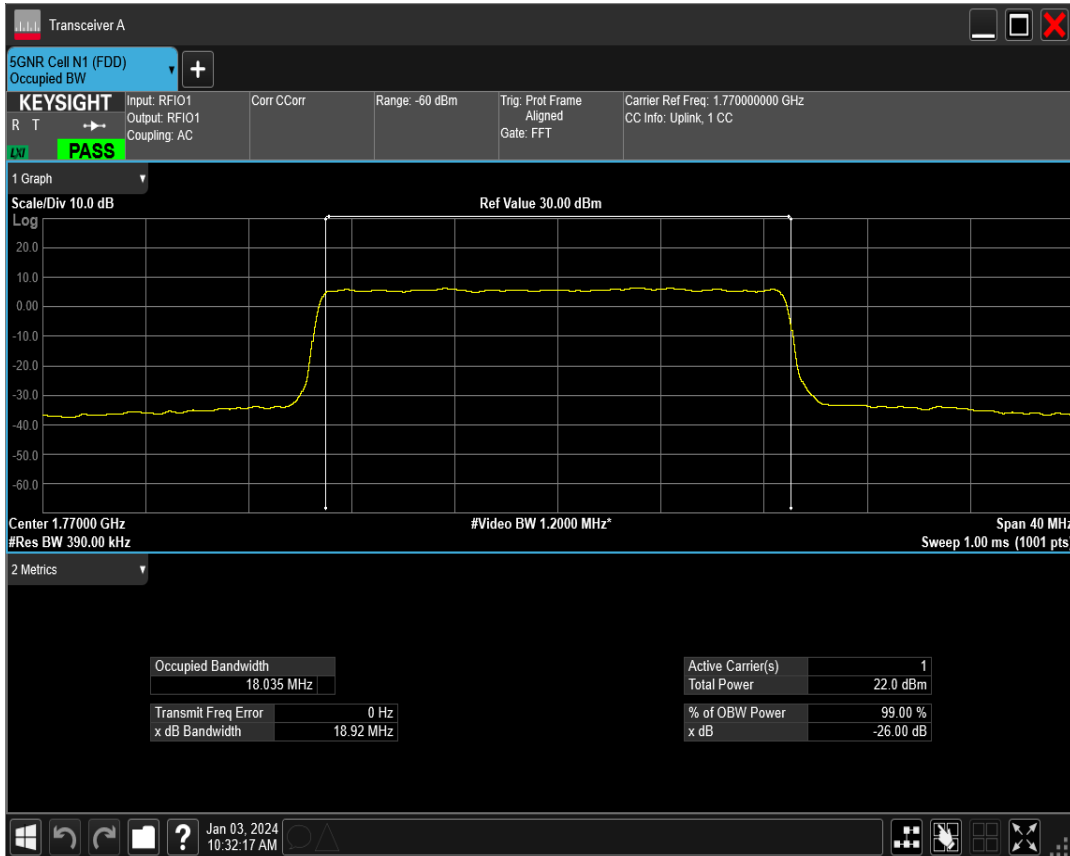 Transceiver A
5GNR Cell N1 (FDD)
Occupied BW
+
KEYSIGHT
R T
LXI
PASS
Input: RFIO1
Output: RFIO1
Coupling: AC
Corr CCorr
Range: -60 dBm
Trig: Prot Frame
Aligned
Gate: FFT
Carrier Ref Freq: 1.770000000 GHz
CC Info: Uplink, 1 CC
1 Graph
Scale/Div 10.0 dB
Ref Value 30.00 dBm
Log
20.0
10.0
0.00
-10.0
-20.0
-30.0
-40.0
-50.0
-60.0
Center 1.77000 GHz
#Video BW 1.2000 MHz*
Span 40 MHz
#Res BW 390.00 kHz
Sweep 1.00 ms (1001 pts)
2 Metrics
Occupied Bandwidth
18.035 MHz
Transmit Freq Error 0 Hz
x dB Bandwidth 18.92 MHz
Active Carrier(s) 1
Total Power 22.0 dBm
% of OBW Power 99.00 %
x dB -26.00 dB
?
Jan 03, 2024
10:32:17 AM